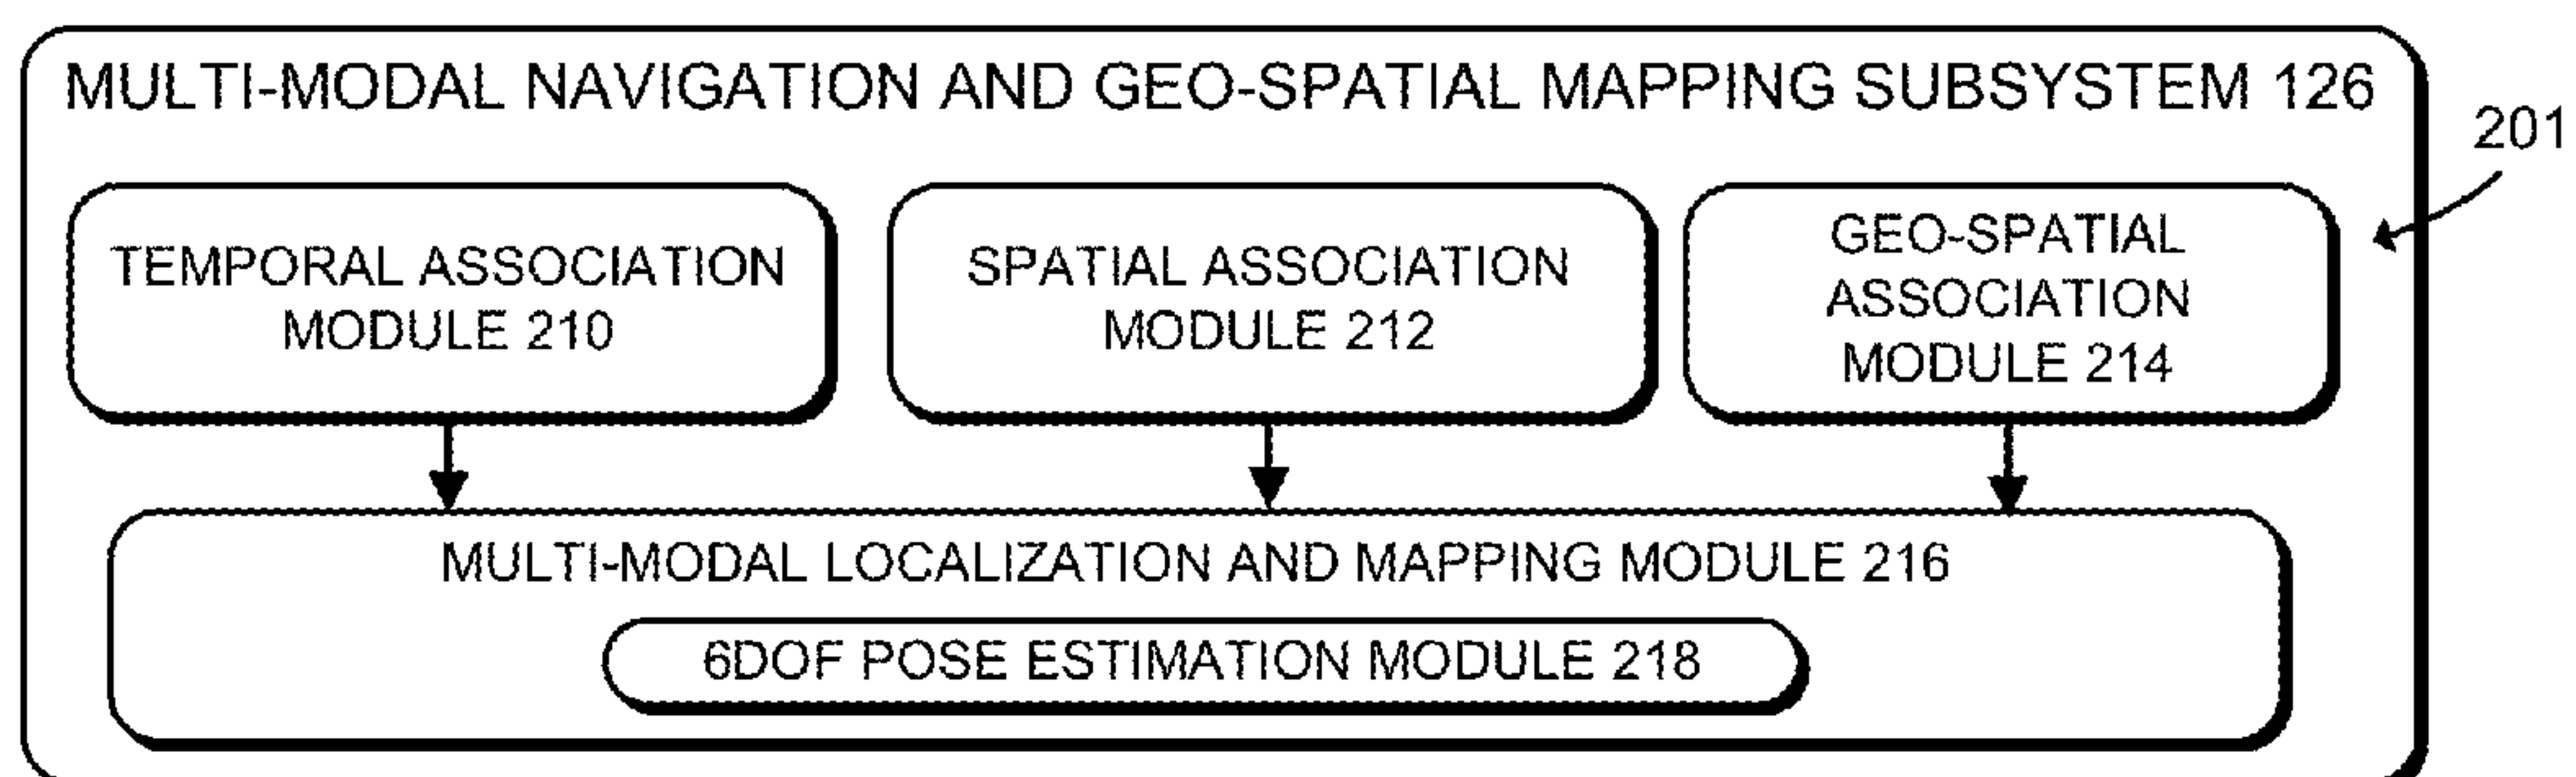 MULTI-MODAL NAVIGATION AND GEO-SPATIAL MAPPING SUBSYSTEM 126
201
TEMPORAL ASSOCIATION
MODULE 210
SPATIAL ASSOCIATION
MODULE 212
GEO-SPATIAL
ASSOCIATION
MODULE 214
MULTI-MODAL LOCALIZATION AND MAPPING MODULE 216
6DOF POSE ESTIMATION MODULE 218